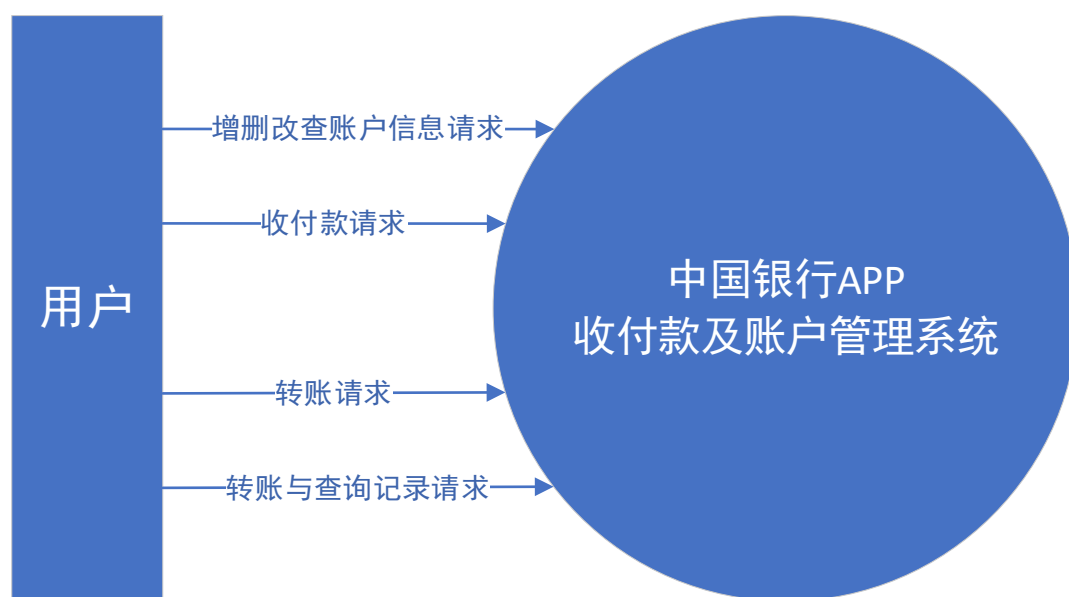 增删改查账户信息请求
收付款请求
用户
中国银行APP
收付款及账户管理系统
转账请求
转账与查询记录请求